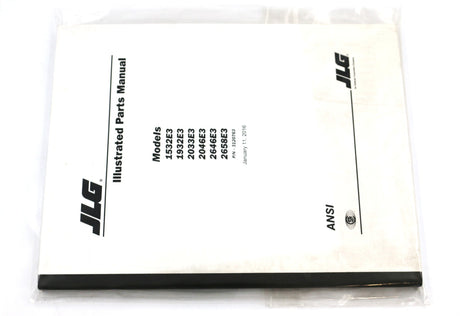 JLG®
Illustrated Parts Manual
Models
1532E3
1932E3
2033E3
2046E3
2646E3
2658E3
January 11, 2016
ANSI
JLG®